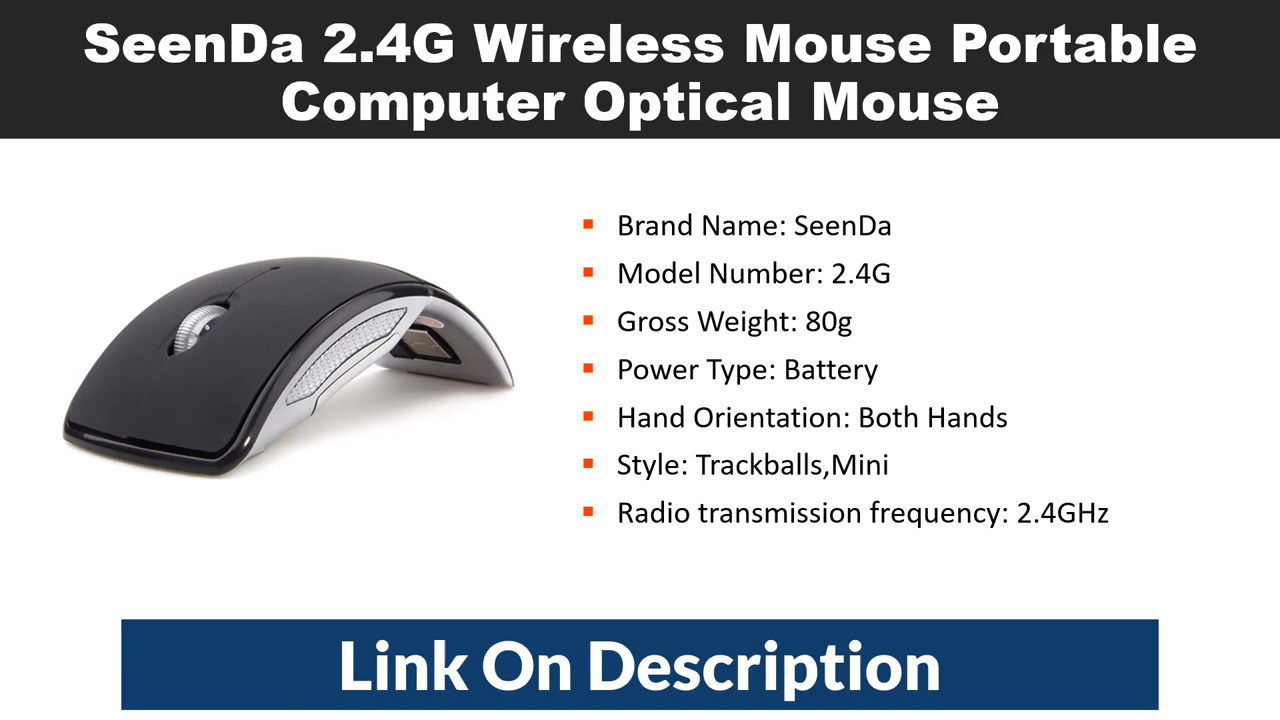 SeenDa 2.4G Wireless Mouse Portable
Computer Optical Mouse
Brand Name: SeenDa
Model Number: 2.4G
Gross Weight: 80g
Power Type: Battery
Hand Orientation: Both Hands
Style: Trackballs,Mini
Radio transmission frequency: 2.4GHz
Link On Description